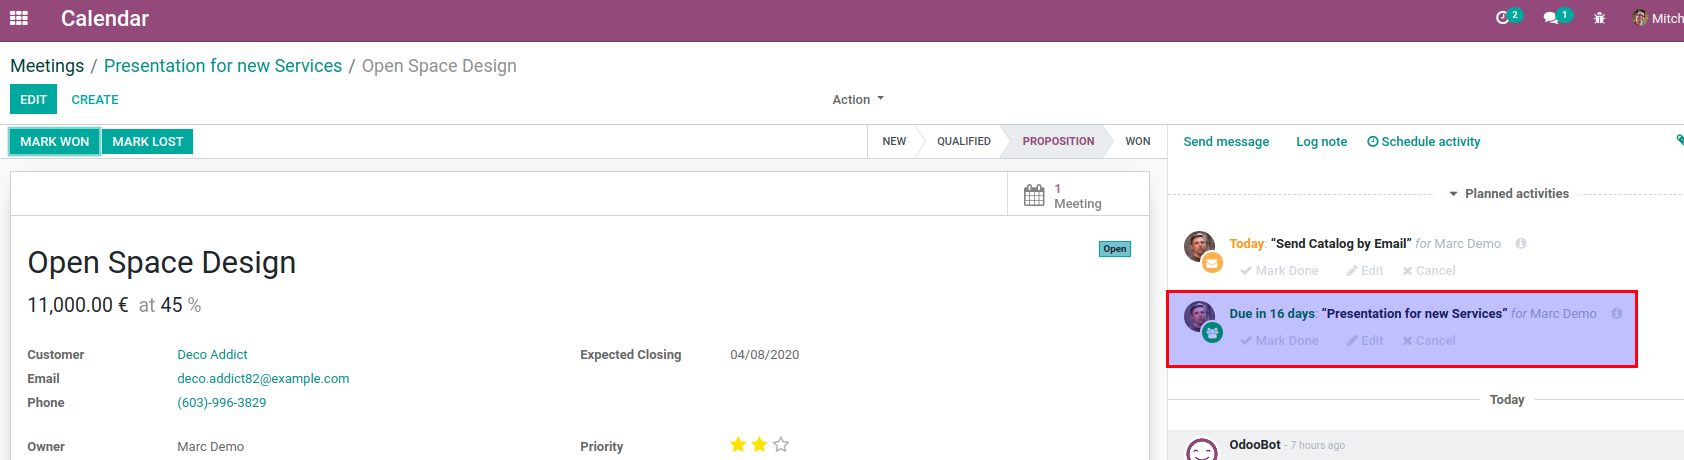 Calendar
2
1
Mitch
Meetings / Presentation for new Services / Open Space Design
EDIT
CREATE
Action
MARK WON
MARK LOST
NEW
QUALIFIED
PROPOSITION
WON
Send message
Log note
Schedule activity
1
Meeting
Planned activities
Open
Open Space Design
11,000.00 € at 45 %
Today: “Send Catalog by Email” for Marc Demo
Mark Done
Edit
Cancel
Due in 16 days: “Presentation for new Services” for Marc Demo
Mark Done
Edit
Cancel
Customer
Deco Addict
Expected Closing
04/08/2020
Email
deco.addict82@example.com
Phone
(603)-996-3829
Today
Owner
Marc Demo
Priority
OdooBot - 7 hours ago